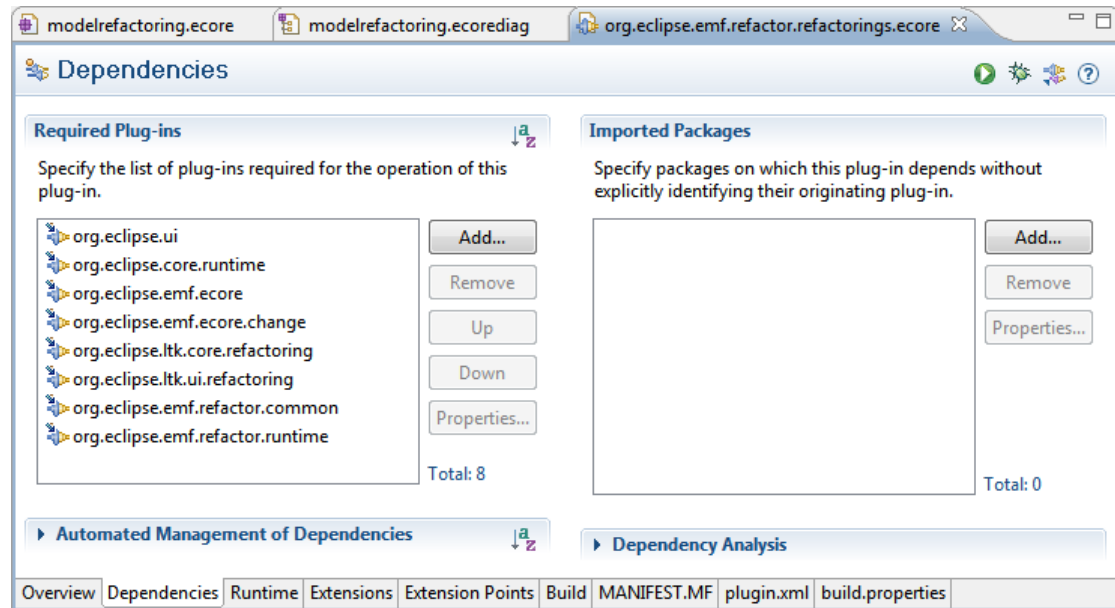 modelrefactoring.ecore
modelrefactoring.ecorediag
org.eclipse.emf.refactor.refactorings.ecore
Dependencies
Required Plug-ins
Specify the list of plug-ins required for the operation of this
plug-in.
org.eclipse.ui
org.eclipse.core.runtime
org.eclipse.emf.ecore
org.eclipse.emf.ecore.change
org.eclipse.ltk.core.refactoring
org.eclipse.ltk.ui.refactoring
org.eclipse.emf.refactor.common
org.eclipse.emf.refactor.runtime
Add...
Remove
Up
Down
Properties...
Total: 8
Imported Packages
Specify packages on which this plug-in depends without
explicitly identifying their originating plug-in.
Add...
Remove
Properties...
Total: 0
Automated Management of Dependencies
Dependency Analysis
Overview Dependencies Runtime Extensions Extension Points Build MANIFEST.MF plugin.xml build.properties